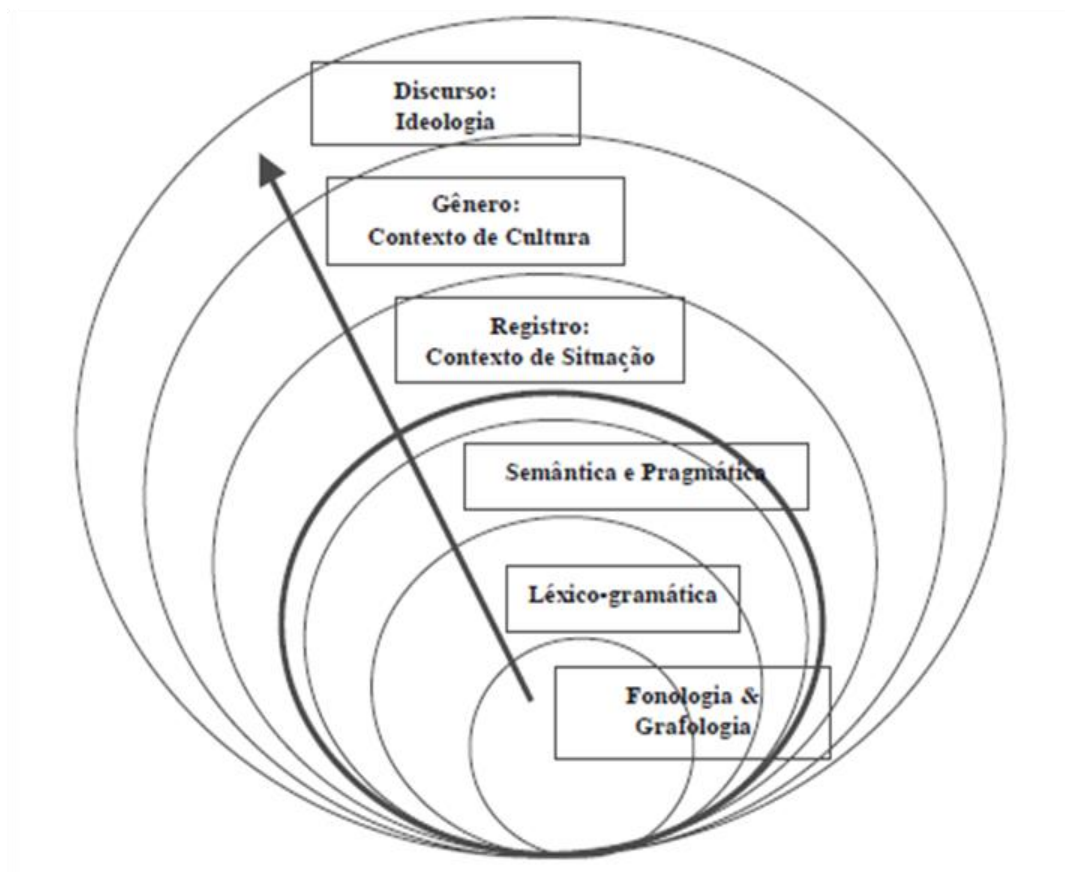 Discurso:
Ideologia
Gênero:
Contexto de Cultura
Registro:
Contexto de Situação
Semântica e Pragmática
Léxico-gramática
Fonologia &
Grafologia